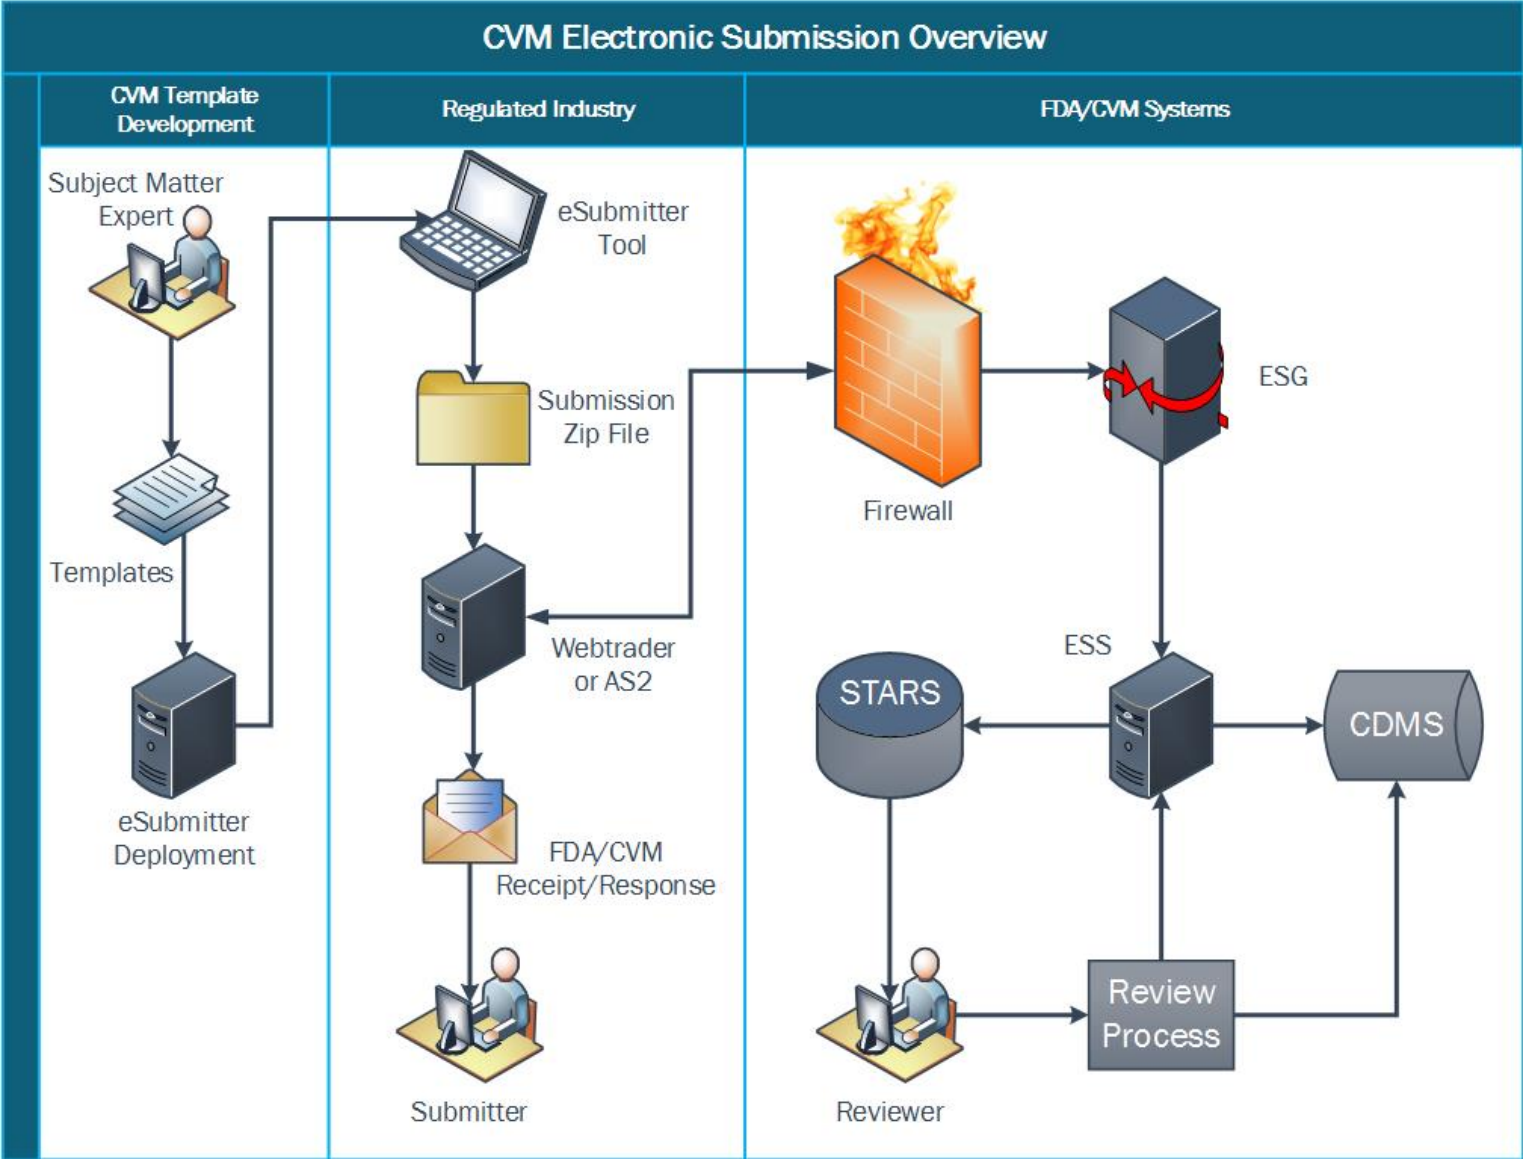 CVM Electronic Submission Overview
CVM Template
Development
Regulated Industry
FDA/CVM Systems
Subject Matter
Expert
Templates
eSubmitter
Deployment
eSubmitter
Tool
Submission
Zip File
Webtrader
or AS2
FDA/CVM
Receipt/Response
Submitter
Firewall
ESG
ESS
STARS
CDMS
Review
Process
Reviewer